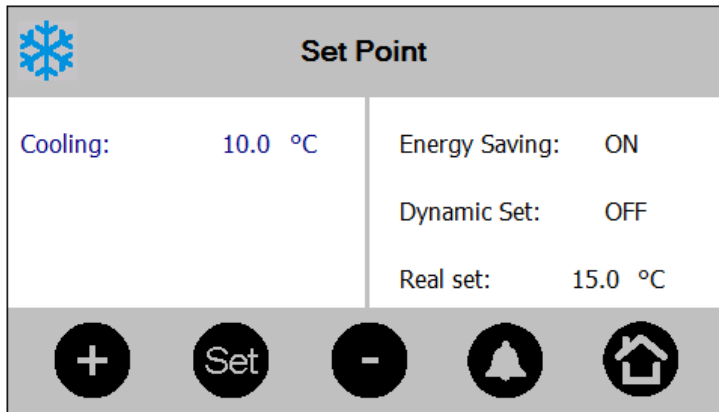 Set Point
Cooling: 10.0 °C
Energy Saving: ON
Dynamic Set: OFF
Real set: 15.0 °C
+ Set -